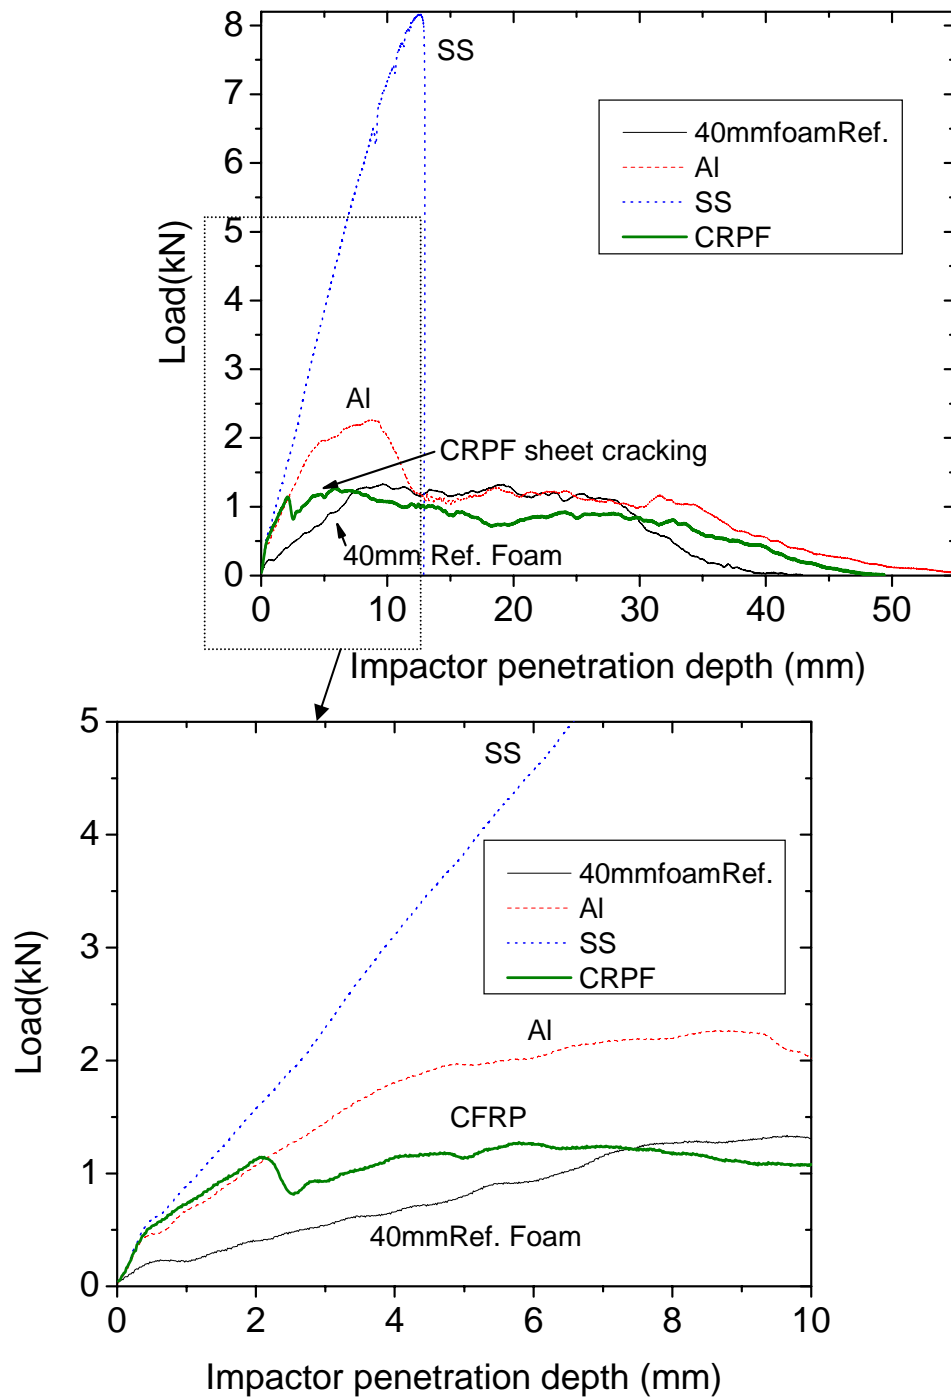 8
7
6
5
4
3
2
1
0
Load(kN)
SS
40mmfoamRef.
Al
SS
CRPF
Al
CRPF sheet cracking
40mm Ref. Foam
0 10 20 30 40 50
Impactor penetration depth (mm)
5
4
3
2
1
0
Load(kN)
SS
40mmfoamRef.
Al
SS
CRPF
Al
CFRP
40mmRef. Foam
0 2 4 6 8 10
Impactor penetration depth (mm)